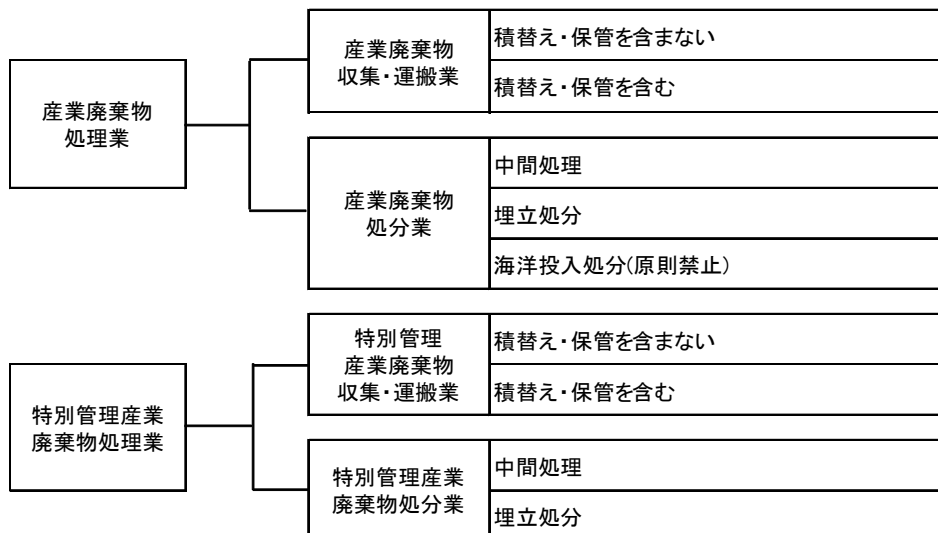 産業廃棄物
処理業
産業廃棄物
収集・運搬業
積替え・保管を含まない
積替え・保管を含む
産業廃棄物
処分業
中間処理
埋立処分
海洋投入処分(原則禁止)
特別管理産業
廃棄物処理業
特別管理
産業廃棄物
収集・運搬業
積替え・保管を含まない
積替え・保管を含む
特別管理産業
廃棄物処分業
中間処理
埋立処分